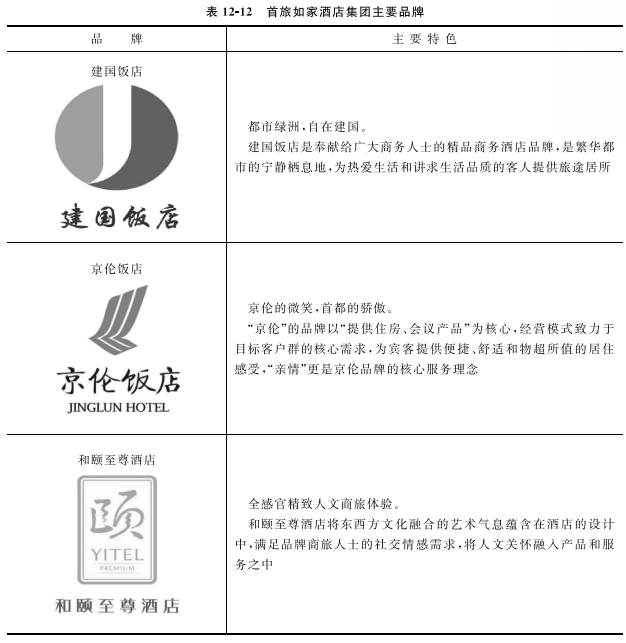 表 12-12 首旅如家酒店集团主要品牌
品 牌
主要特色
建国饭店
建国饭店
都市绿洲,自在建国。
建国饭店是奉献给广大商务人士的精品商务酒店品牌,是繁华都
市的宁静栖息地,为热爱生活和讲求生活品质的客人提供旅途居所
京伦饭店
京伦饭店
JINGLUN HOTEL
京伦的微笑,首都的骄傲。
“京伦”的品牌以“提供住房、会议产品”为核心,经营模式致力于
目标客户群的核心需求,为宾客提供便捷、舒适和物超所值的居住
感受,“亲情”更是京伦品牌的核心服务理念
和颐至尊酒店
颐
YITEL
PREMIUM
和颐至尊酒店
全感官精致人文商旅体验。
和颐至尊酒店将东西方文化融合的艺术气息蕴含在酒店的设计
中,满足品牌商旅人士的社交情感需求,将人文关怀融入产品和服
务之中